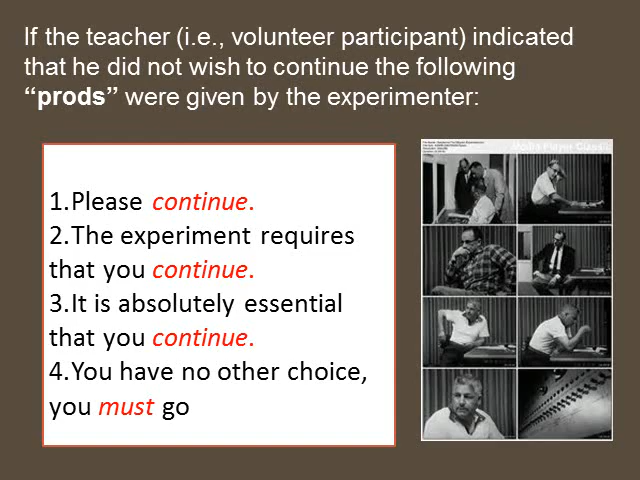 If the teacher (i.e., volunteer participant) indicated
that he did not wish to continue the following
“prods” were given by the experimenter:
1.Please continue.
2.The experiment requires
that you continue.
3.It is absolutely essential
that you continue.
4.You have no other choice,
you must go
Media Player Classic